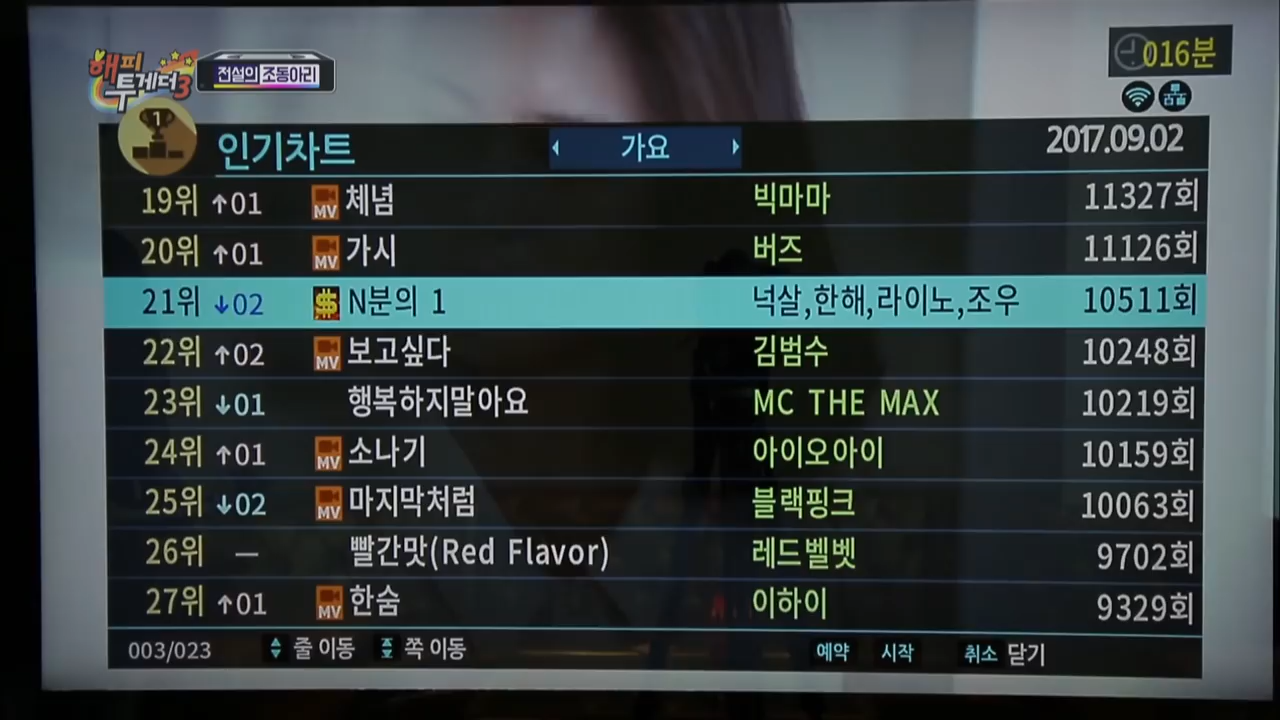 해피투게더3 전설의 조동아리
016분
인기차트 가요 2017.09.02
19위 ↑01 MV 체념 빅마마 11327회
20위 ↑01 MV 가시 버즈 11126회
21위 ↓02 $ N분의 1 넉살,한해,라이노,조우 10511회
22위 ↑02 MV 보고싶다 김범수 10248회
23위 ↓01 행복하지말아요 MC THE MAX 10219회
24위 ↑01 MV 소나기 아이오아이 10159회
25위 ↓02 MV 마지막처럼 블랙핑크 10063회
26위 — 빨간맛(Red Flavor) 레드벨벳 9702회
27위 ↑01 MV 한숨 이하이 9329회
003/023 줄 이동 쪽 이동 예약 시작 취소 닫기